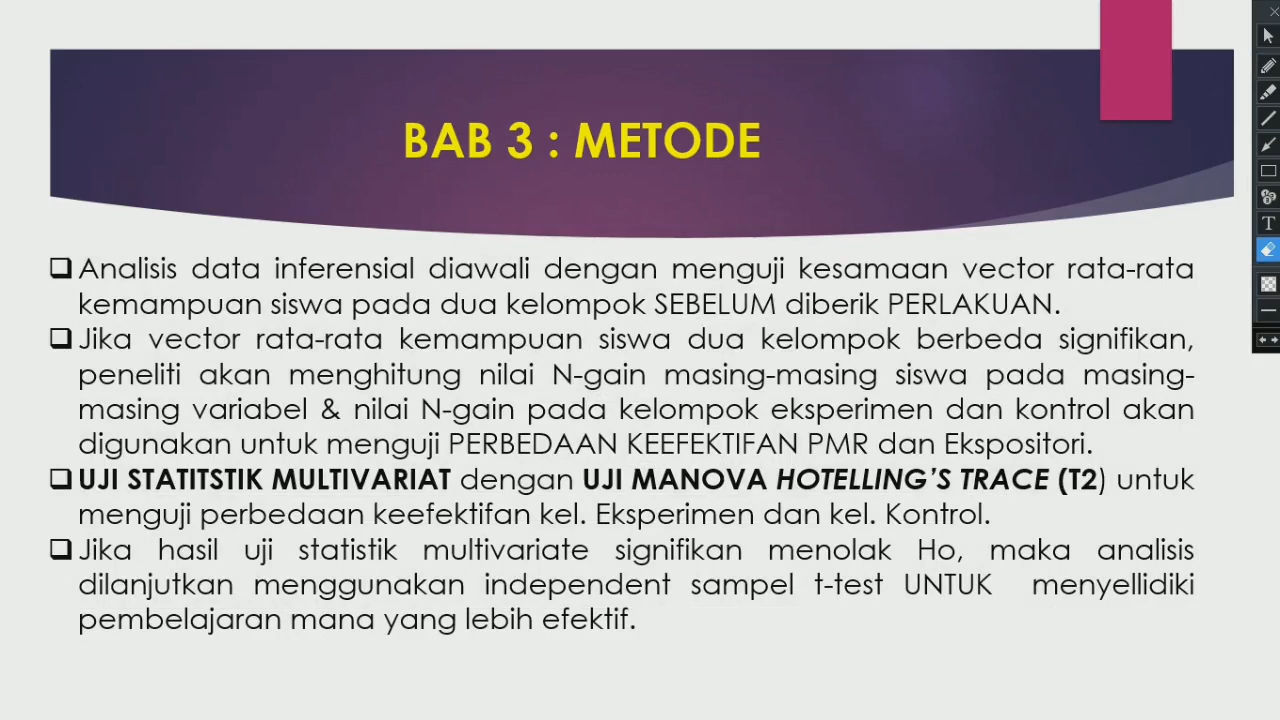 BAB 3 : METODE
Analisis data inferensial diawali dengan menguji kesamaan vector rata-rata
kemampuan siswa pada dua kelompok SEBELUM diberik PERLAKUAN.
Jika vector rata-rata kemampuan siswa dua kelompok berbeda signifikan,
peneliti akan menghitung nilai N-gain masing-masing siswa pada masing-
masing variabel & nilai N-gain pada kelompok eksperimen dan kontrol akan
digunakan untuk menguji PERBEDAAN KEEFEKTIFAN PMR dan Ekspositori.
UJI STATITSTIK MULTIVARIAT dengan UJI MANOVA HOTELLING’S TRACE (T2) untuk
menguji perbedaan keefektifan kel. Eksperimen dan kel. Kontrol.
Jika hasil uji statistik multivariate signifikan menolak Ho, maka analisis
dilanjutkan menggunakan independent sampel t-test UNTUK menyellidiki
pembelajaran mana yang lebih efektif.
T